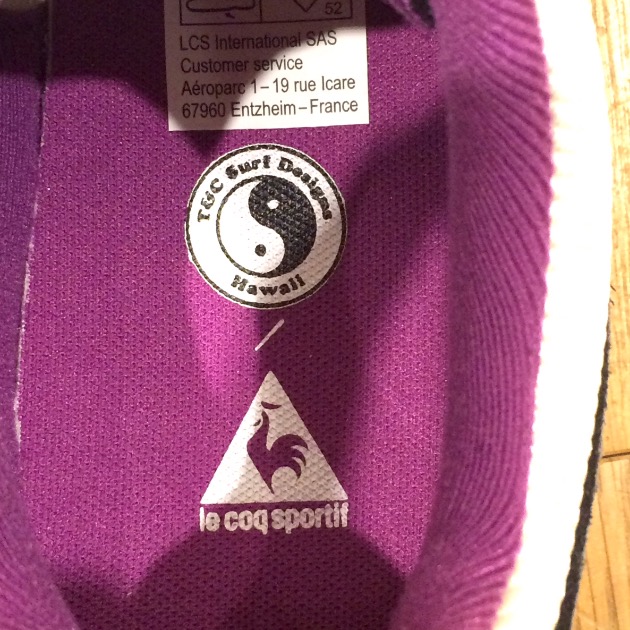 52
LCS International SAS
Customer service
Aéroparc 1 – 19 rue Icare
67960 Entzheim – France
T&C Surf Designs
Hawaii
le coq sportif